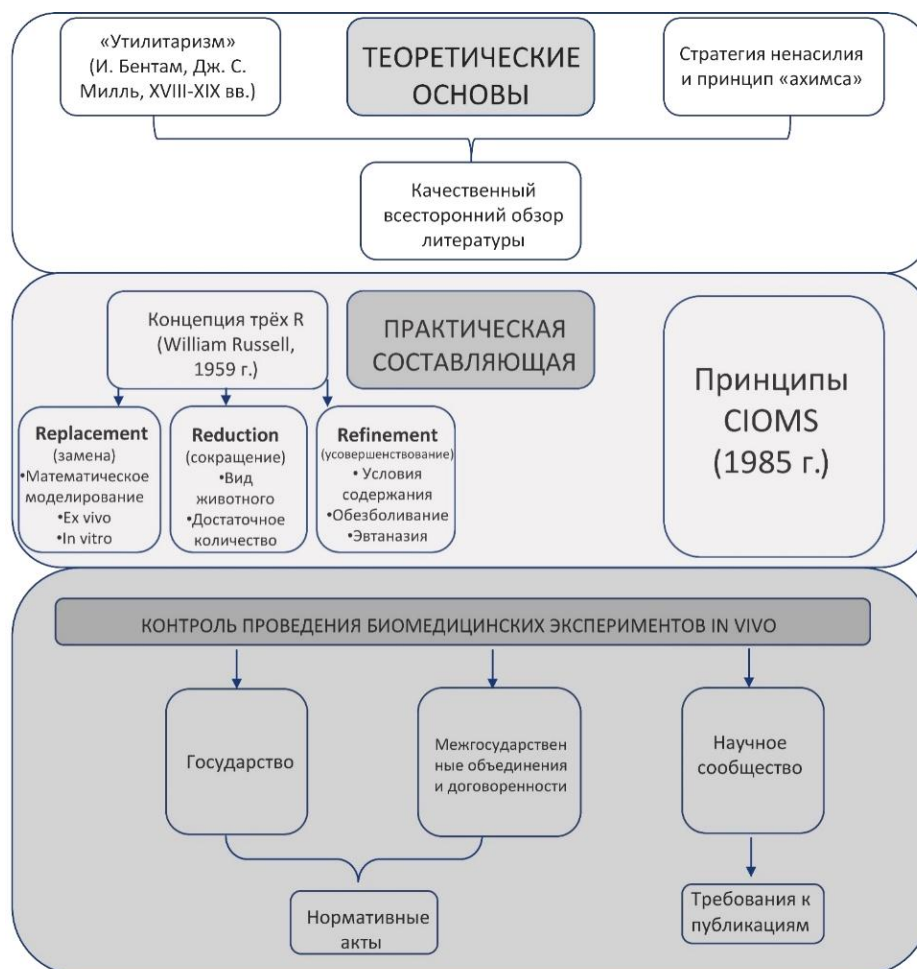 «Утилитаризм»
(И. Бентам, Дж. С.
Милль, XVIII-XIX вв.)
ТЕОРЕТИЧЕСКИЕ
ОСНОВЫ
Стратегия ненасилия
и принцип «ахимса»
Качественный
всесторонний обзор
литературы
Концепция трёх R
(William Russell,
1959 г.)
ПРАКТИЧЕСКАЯ
СОСТАВЛЯЮЩАЯ
Принципы
CIOMS
(1985 г.)
Replacement
(замена)
•Математическое
моделирование
•Ex vivo
•In vitro
Reduction
(сокращение)
•Вид
животного
•Достаточное
количество
Refinement
(усовершенствование)
• Условия
содержания
•Обезболивание
•Эвтаназия
КОНТРОЛЬ ПРОВЕДЕНИЯ БИОМЕДИЦИНСКИХ ЭКСПЕРИМЕНТОВ IN VIVO
Государство
Межгосударствен
ные объединения
и договоренности
Научное
сообщество
Нормативные
акты
Требования к
публикациям